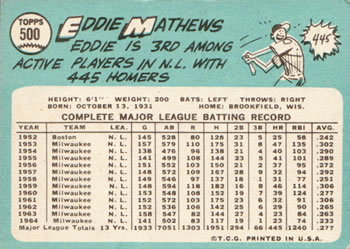 TOPPS
500
EDDIE MATHEWS
EDDIE IS 3RD AMONG
ACTIVE PLAYERS IN N.L. WITH
445 HOMERS
445
HEIGHT: 6'1" WEIGHT: 200 BATS: LEFT THROWS: RIGHT
BORN: OCTOBER 13, 1931 HOME: BROOKFIELD, WIS.
COMPLETE MAJOR LEAGUE BATTING RECORD
YEAR TEAM LEA. G AB R H 2B 3B HR RBI AVG.
1952 Boston N.L. 145 528 80 128 23 5 25 58 .242
1953 Milwaukee N.L. 157 579 110 175 31 8 47 135 .302
1954 Milwaukee N.L. 138 476 96 138 21 4 40 103 .290
1955 Milwaukee N.L. 141 499 108 144 23 5 41 101 .289
1956 Milwaukee N.L. 151 552 103 150 21 2 37 95 .272
1957 Milwaukee N.L. 148 572 109 167 28 9 32 94 .292
1958 Milwaukee N.L. 149 546 97 137 18 1 31 77 .251
1959 Milwaukee N.L. 148 594 118 182 16 8 46 114 .306
1960 Milwaukee N.L. 153 548 108 152 19 7 39 124 .277
1961 Milwaukee N.L. 152 572 103 175 23 6 32 91 .306
1962 Milwaukee N.L. 152 536 106 142 25 6 29 90 .265
1963 Milwaukee N.L. 158 547 82 144 27 4 23 84 .263
1964 Milwaukee N.L. 141 502 83 117 19 1 23 74 .233
Major League Totals 13 Yrs. 1933 7051 1303 1951 294 66 445 1240 .277
©T.C.G. PRINTED IN U.S.A.